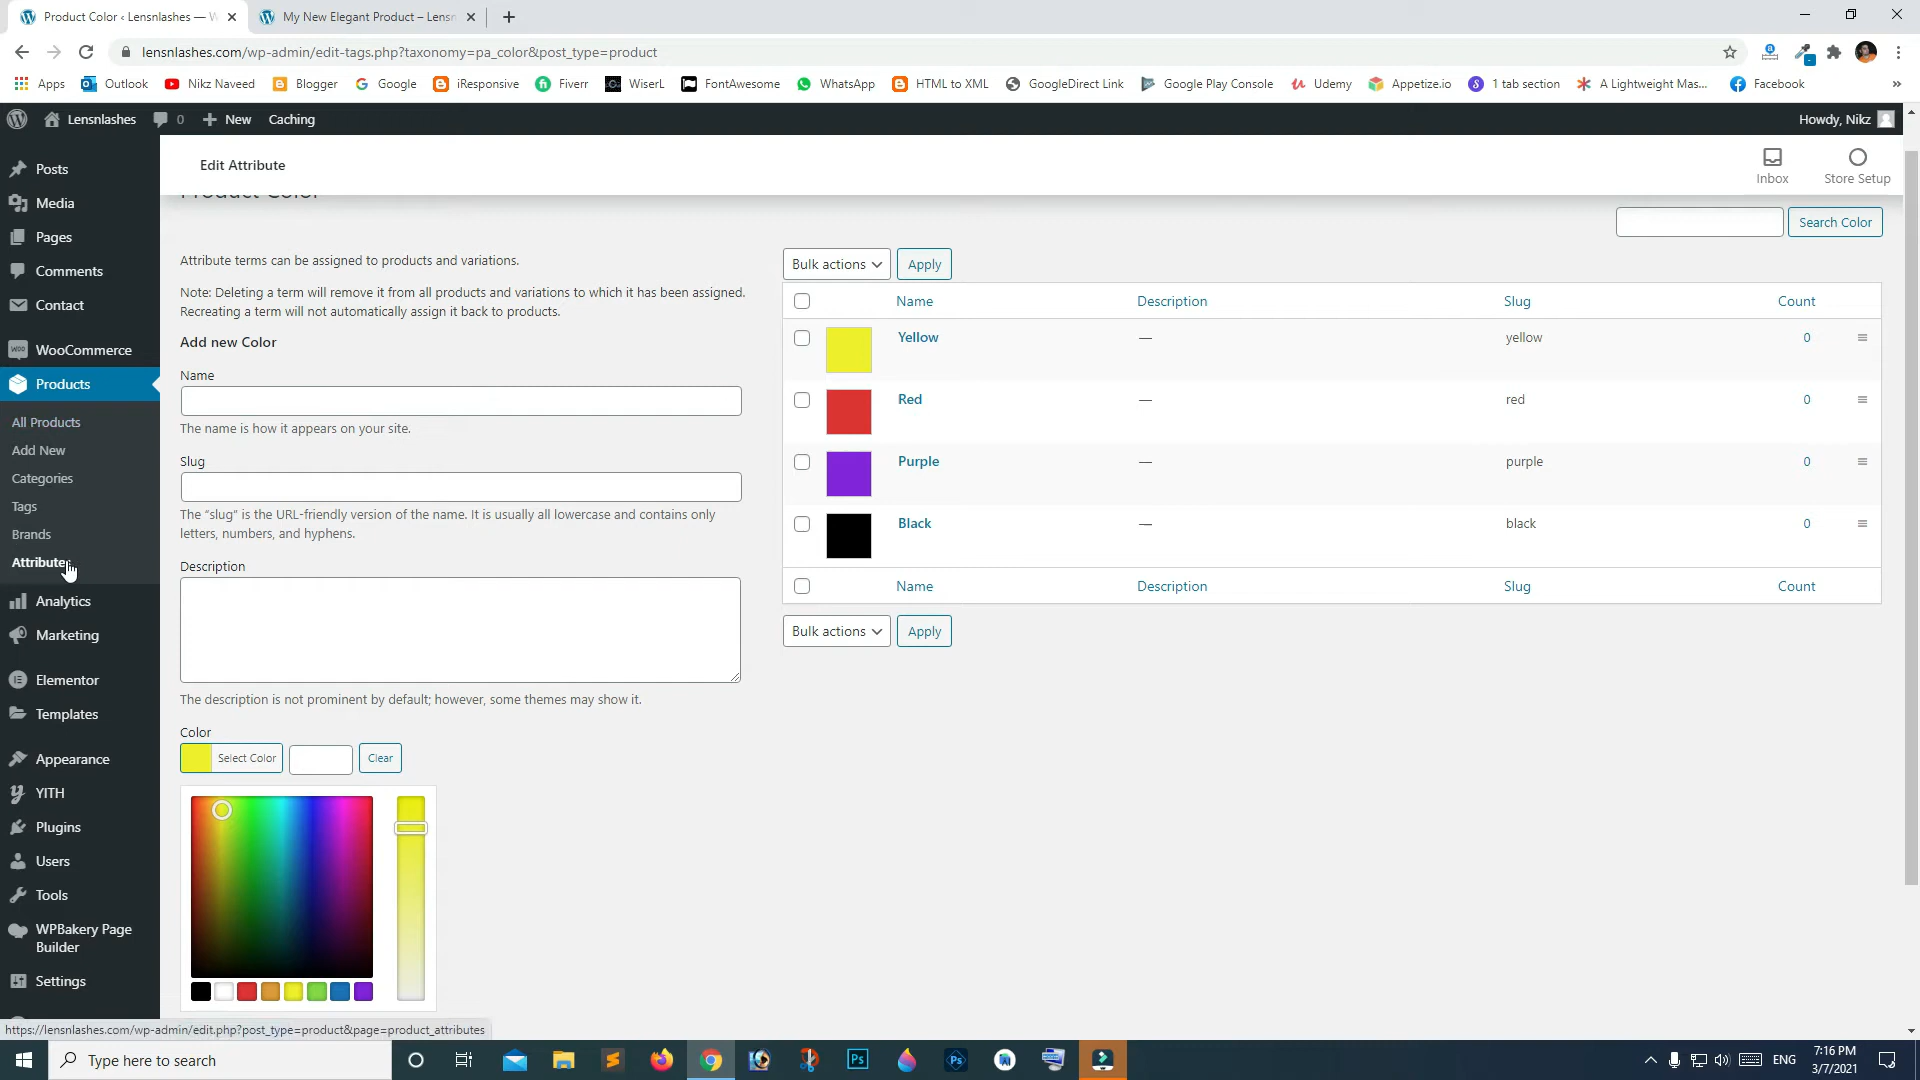 Product Color ‹ Lensnlashes — W
My New Elegant Product – Lensn
lensnlashes.com/wp-admin/edit-tags.php?taxonomy=pa_color&post_type=product
Apps Outlook Nikz Naveed Blogger Google iResponsive Fiverr WiserL FontAwesome WhatsApp HTML to XML GoogleDirect Link Google Play Console Udemy Appetize.io 1 tab section A Lightweight Mas... Facebook »
Lensnlashes 0 New Caching Howdy, Nikz
Posts
Media
Pages
Comments
Contact
WooCommerce
Products
All Products
Add New
Categories
Tags
Brands
Attributes
Analytics
Marketing
Elementor
Templates
Appearance
YITH
Plugins
Users
Tools
WPBakery Page
Builder
Settings
Edit Attribute
Inbox
Store Setup
Product Color
Search Color
Attribute terms can be assigned to products and variations.
Note: Deleting a term will remove it from all products and variations to which it has been assigned.
Recreating a term will not automatically assign it back to products.
Add new Color
Name
The name is how it appears on your site.
Slug
The “slug” is the URL-friendly version of the name. It is usually all lowercase and contains only
letters, numbers, and hyphens.
Description
The description is not prominent by default; however, some themes may show it.
Color
Select Color Clear
Bulk actions Apply
Name Description Slug Count
Yellow — yellow 0
Red — red 0
Purple — purple 0
Black — black 0
Name Description Slug Count
Bulk actions Apply
https://lensnlashes.com/wp-admin/edit.php?post_type=product&page=product_attributes
Type here to search
Ps
Ps
ENG
7:16 PM
3/7/2021